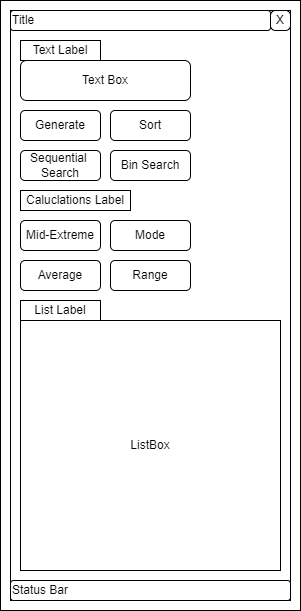 Title X
Text Label
Text Box
Generate Sort
Sequential
Search
Bin Search
Caluclations Label
Mid-Extreme Mode
Average Range
List Label
ListBox
Status Bar